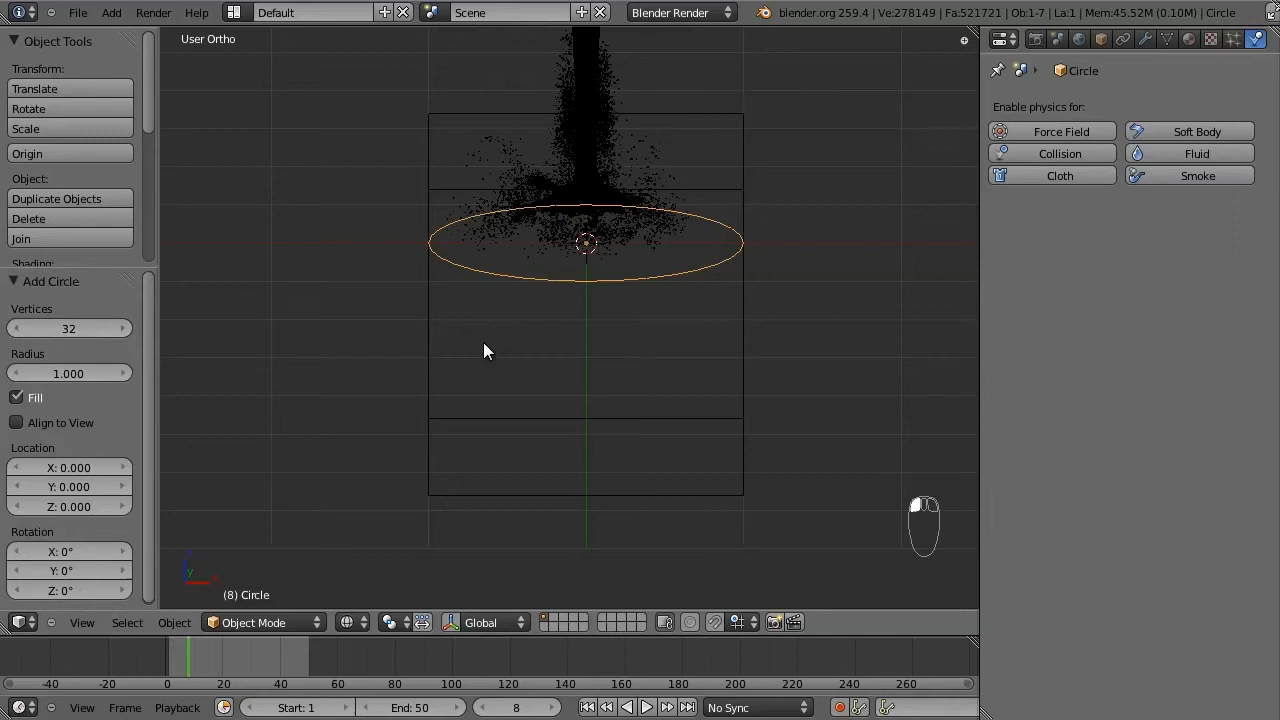 File Add Render Help Default Scene Blender Render blender.org 259.4 | Ve:278149 | Fa:521721 | Ob:1-7 | La:1 | Mem:45.52M (0.10M) | Circle
Object Tools
Transform:
Translate
Rotate
Scale
Origin
Object:
Duplicate Objects
Delete
Join
Shading:
Add Circle
Vertices
32
Radius
1.000
Fill
Align to View
Location
X: 0.000
Y: 0.000
Z: 0.000
Rotation
X: 0°
Y: 0°
Z: 0°
User Ortho
y
(8) Circle
View Select Object Object Mode Global
-40 -20 0 20 40 60 80 100 120 140 160 180 200 220 240 260
View Frame Playback Start: 1 End: 50 8 No Sync
Circle
Enable physics for:
Force Field Soft Body
Collision Fluid
Cloth Smoke